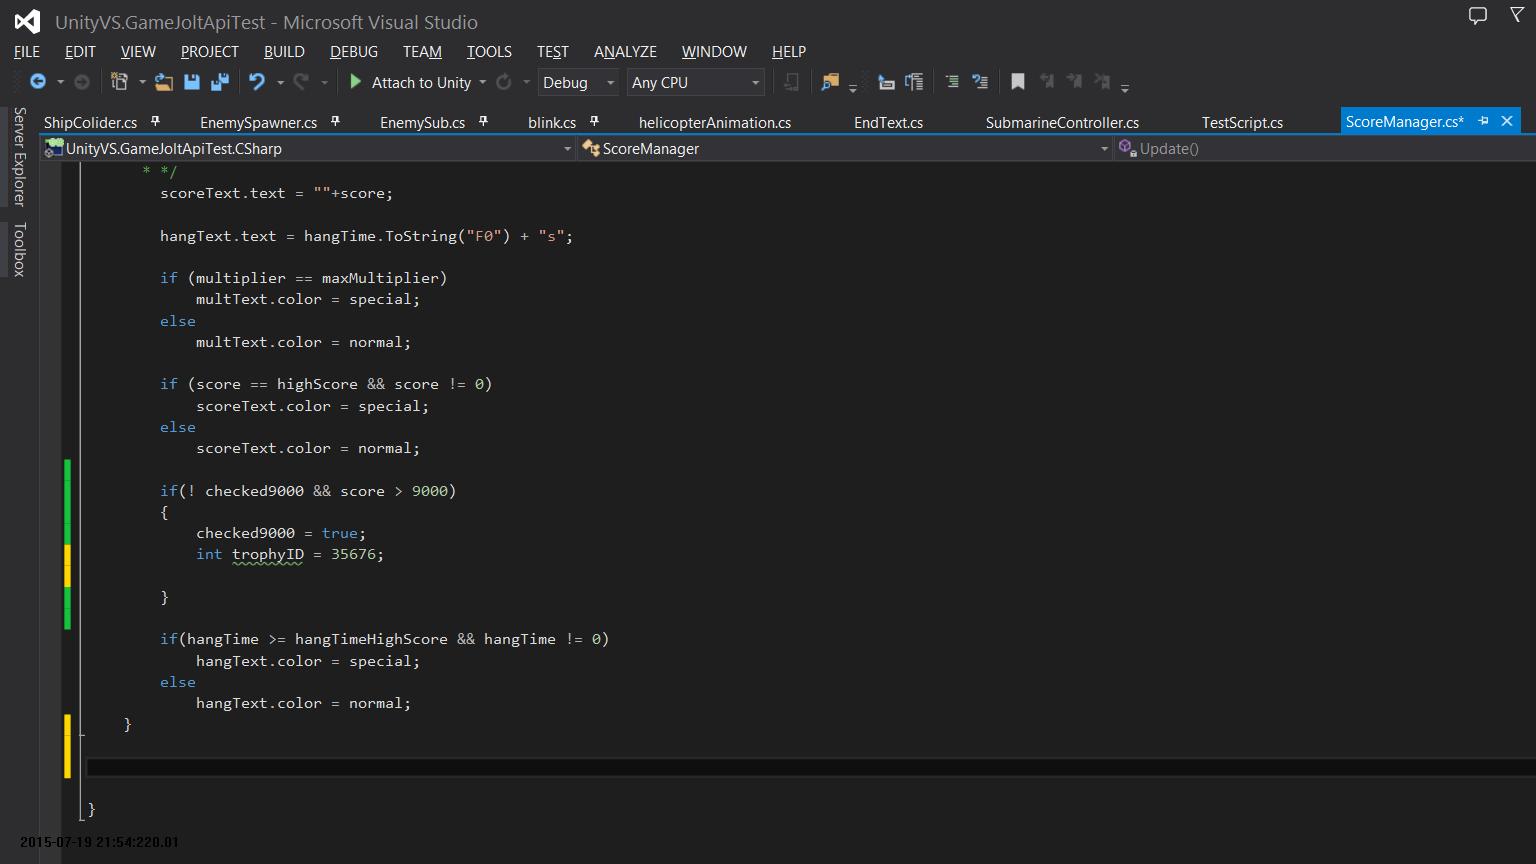 UnityVS.GameJoltApiTest - Microsoft Visual Studio
FILE EDIT VIEW PROJECT BUILD DEBUG TEAM TOOLS TEST ANALYZE WINDOW HELP
Attach to Unity Debug Any CPU
Server Explorer
Toolbox
ShipColider.cs EnemySpawner.cs EnemySub.cs blink.cs helicopterAnimation.cs EndText.cs SubmarineController.cs TestScript.cs ScoreManager.cs*
UnityVS.GameJoltApiTest.CSharp ScoreManager Update()
* */
scoreText.text = ""+score;
hangText.text = hangTime.ToString("F0") + "s";
if (multiplier == maxMultiplier)
multText.color = special;
else
multText.color = normal;
if (score == highScore && score != 0)
scoreText.color = special;
else
scoreText.color = normal;
if(! checked9000 && score > 9000)
{
checked9000 = true;
int trophyID = 35676;
}
if(hangTime >= hangTimeHighScore && hangTime != 0)
hangText.color = special;
else
hangText.color = normal;
}
}
2015-07-19 21:54:220.01